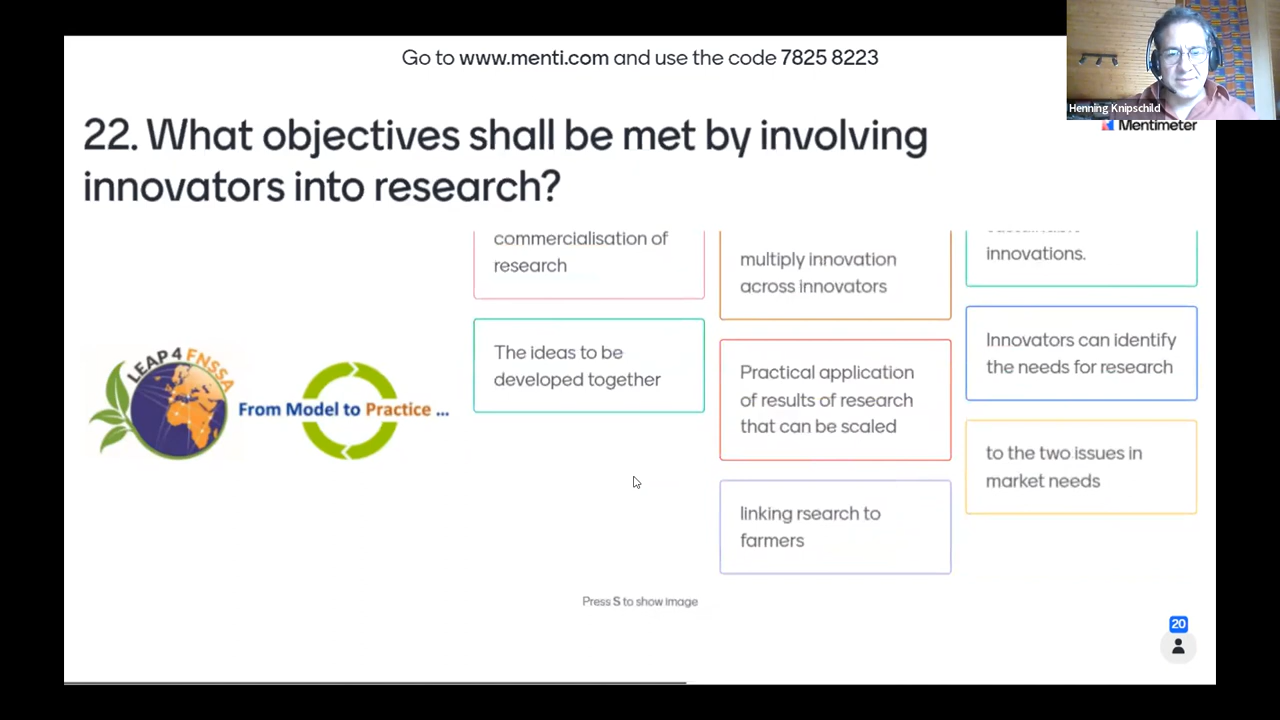 Go to www.menti.com and use the code 7825 8223
Henning Knipschild
Mentimeter
22. What objectives shall be met by involving
innovators into research?
commercialisation of
research
The ideas to be
developed together
multiply innovation
across innovators
Practical application
of results of research
that can be scaled
linking rsearch to
farmers
innovations.
Innovators can identify
the needs for research
to the two issues in
market needs
LEAP4FNSSA
From Model to Practice ...
Press S to show image
20